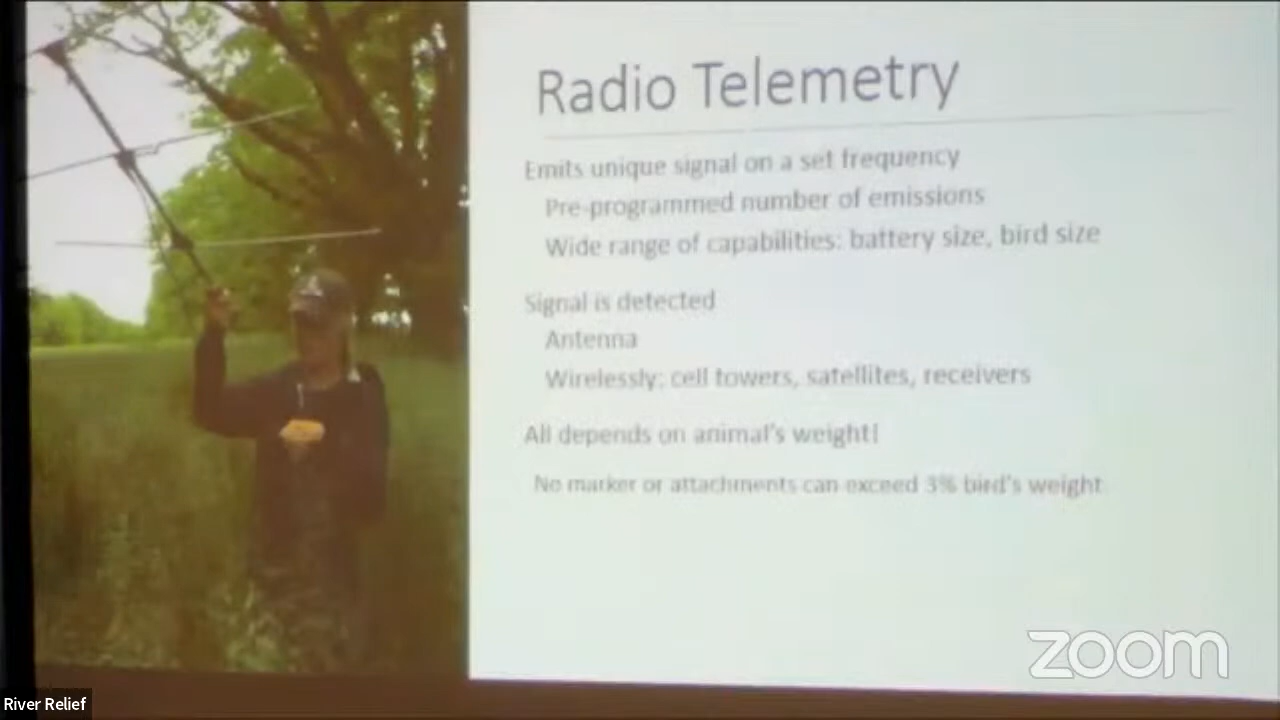 Radio Telemetry
Emits unique signal on a set frequency
Pre-programmed number of emissions
Wide range of capabilities: battery size, bird size
Signal is detected
Antenna
Wirelessly: cell towers, satellites, receivers
All depends on animal's weight!
No marker or attachments can exceed 3% bird's weight
zoom
River Relief